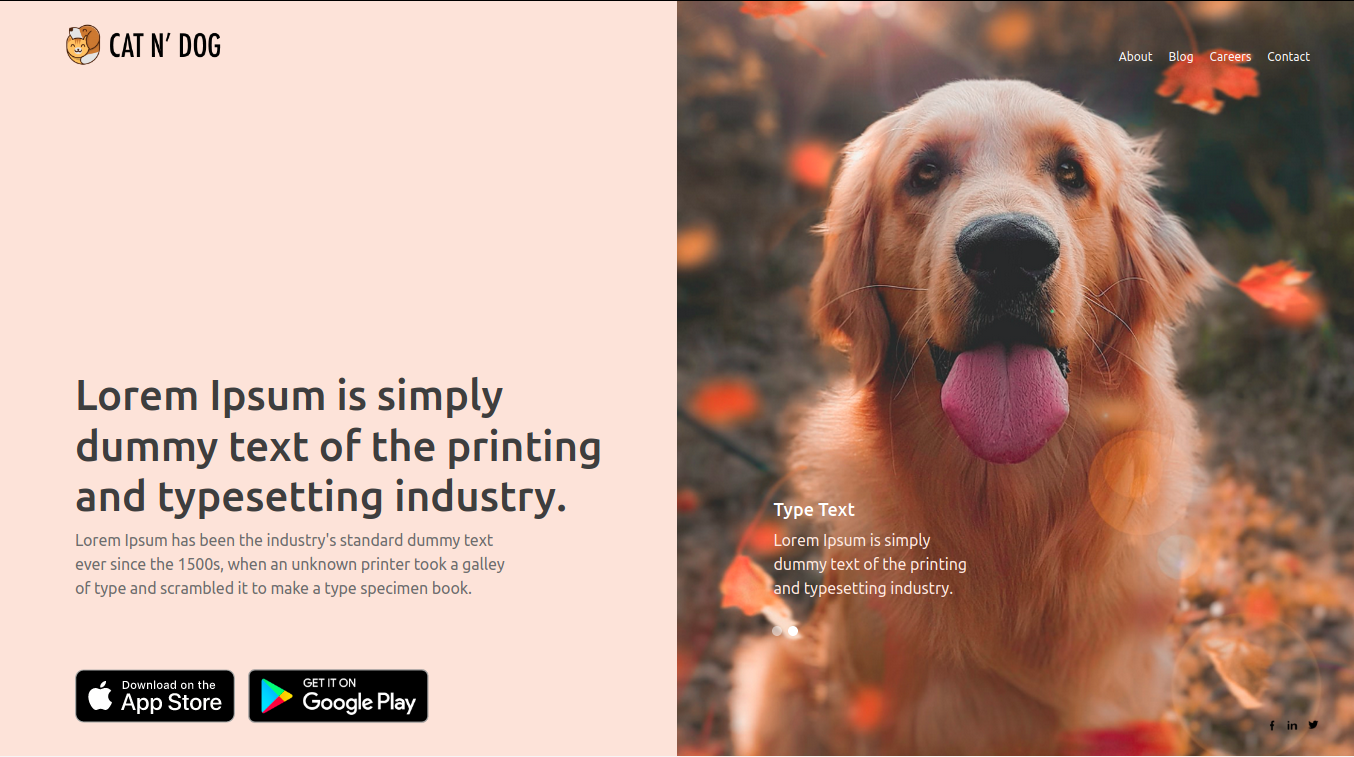 CAT N' DOG
About Blog Careers Contact
Lorem Ipsum is simply
dummy text of the printing
and typesetting industry.
Lorem Ipsum has been the industry's standard dummy text
ever since the 1500s, when an unknown printer took a galley
of type and scrambled it to make a type specimen book.
Download on the
App Store
GET IT ON
Google Play
Type Text
Lorem Ipsum is simply
dummy text of the printing
and typesetting industry.